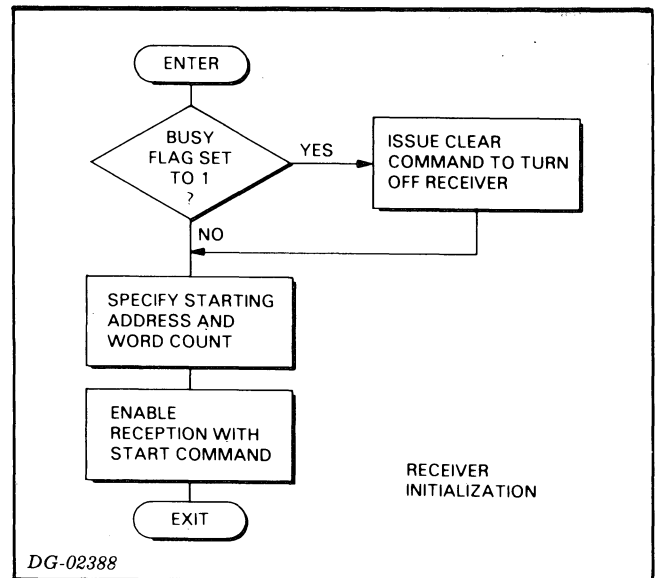 ENTER
BUSY
FLAG SET
TO 1
?
YES
ISSUE CLEAR
COMMAND TO TURN
OFF RECEIVER
NO
SPECIFY STARTING
ADDRESS AND
WORD COUNT
ENABLE
RECEPTION WITH
START COMMAND
RECEIVER
INITIALIZATION
EXIT
DG-02388